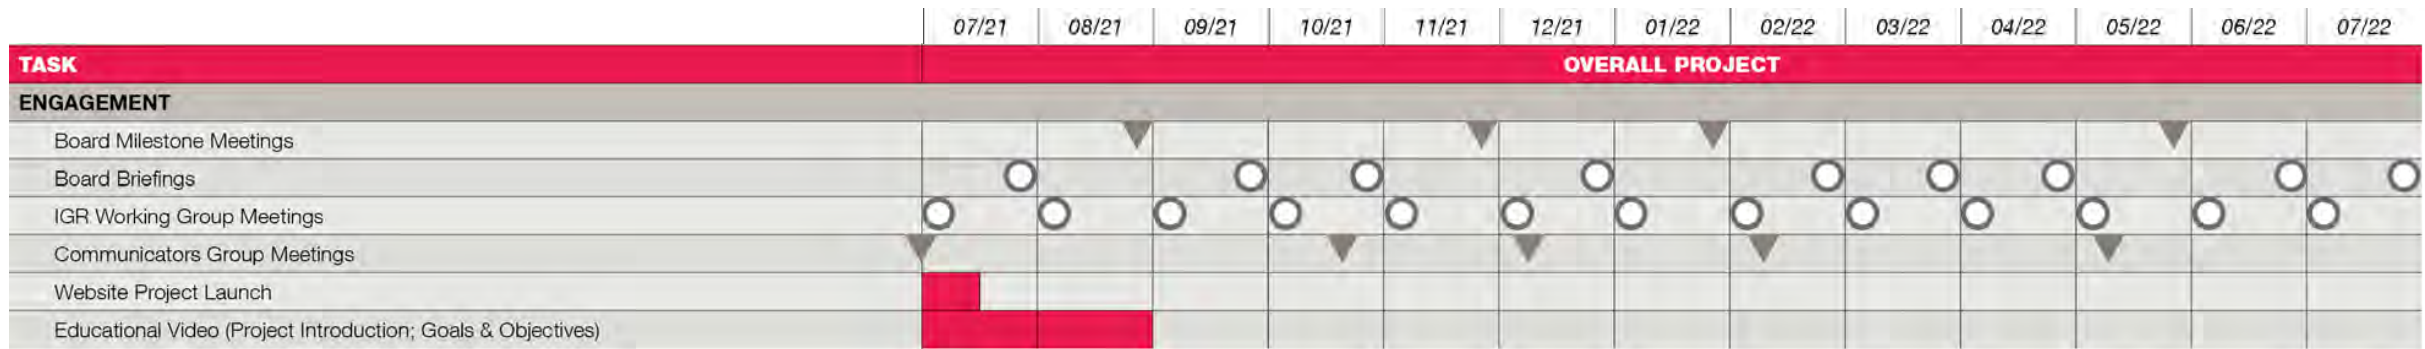 07/21 08/21 09/21 10/21 11/21 12/21 01/22 02/22 03/22 04/22 05/22 06/22 07/22
TASK OVERALL PROJECT
ENGAGEMENT
Board Milestone Meetings
Board Briefings
IGR Working Group Meetings
Communicators Group Meetings
Website Project Launch
Educational Video (Project Introduction; Goals & Objectives)